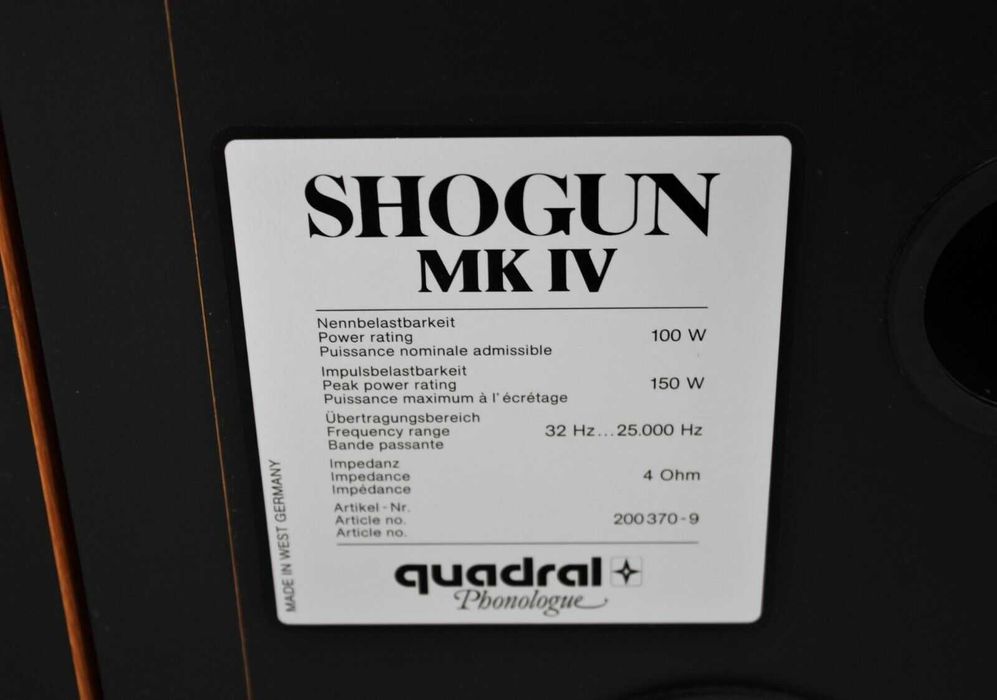 SHOGUN
MK IV
Nennbelastbarkeit
Power rating 100 W
Puissance nominale admissible
Impulsbelastbarkeit
Peak power rating 150 W
Puissance maximum à l'écrétage
Übertragungsbereich
Frequency range 32 Hz...25.000 Hz
Bande passante
Impedanz
Impedance 4 Ohm
Impédance
Artikel-Nr.
Article no. 200370-9
Article no.
quadral
Phonologue
MADE IN WEST GERMANY